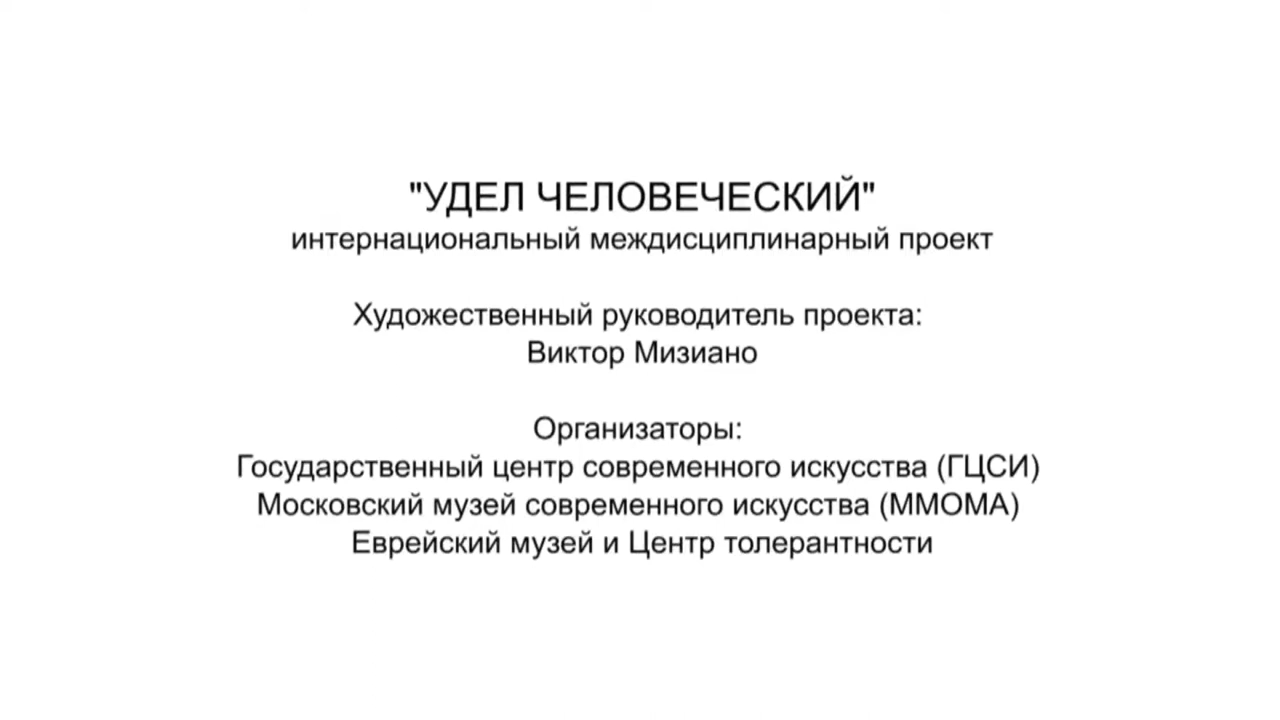 "УДЕЛ ЧЕЛОВЕЧЕСКИЙ"
интернациональный междисциплинарный проект
Художественный руководитель проекта:
Виктор Мизиано
Организаторы:
Государственный центр современного искусства (ГЦСИ)
Московский музей современного искусства (ММОМА)
Еврейский музей и Центр толерантности